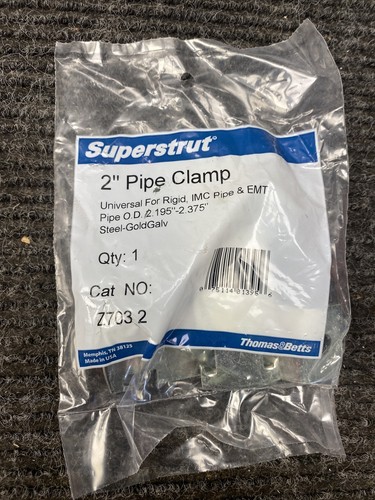 Superstrut®
2" Pipe Clamp
Universal For Rigid, IMC Pipe & EMT
Pipe O.D. 2.195"-2.375"
Steel-GoldGalv
Qty: 1
Cat NO:
Z703 2
Memphis, TN 38125
Made in USA
Thomas&Betts